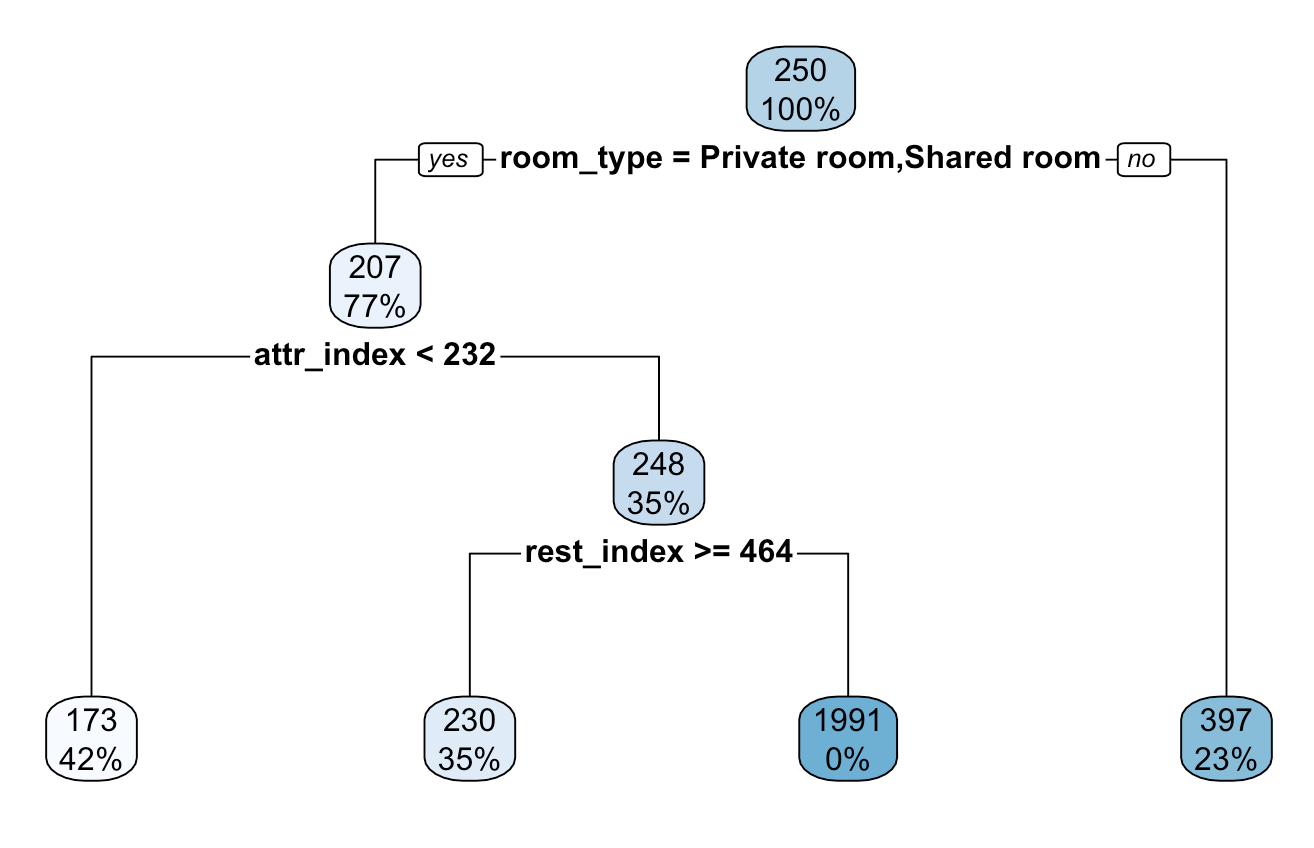 250
100%
yes room_type = Private room,Shared room no
207
77%
attr_index < 232
248
35%
rest_index >= 464
173 230 1991 397
42% 35% 0% 23%